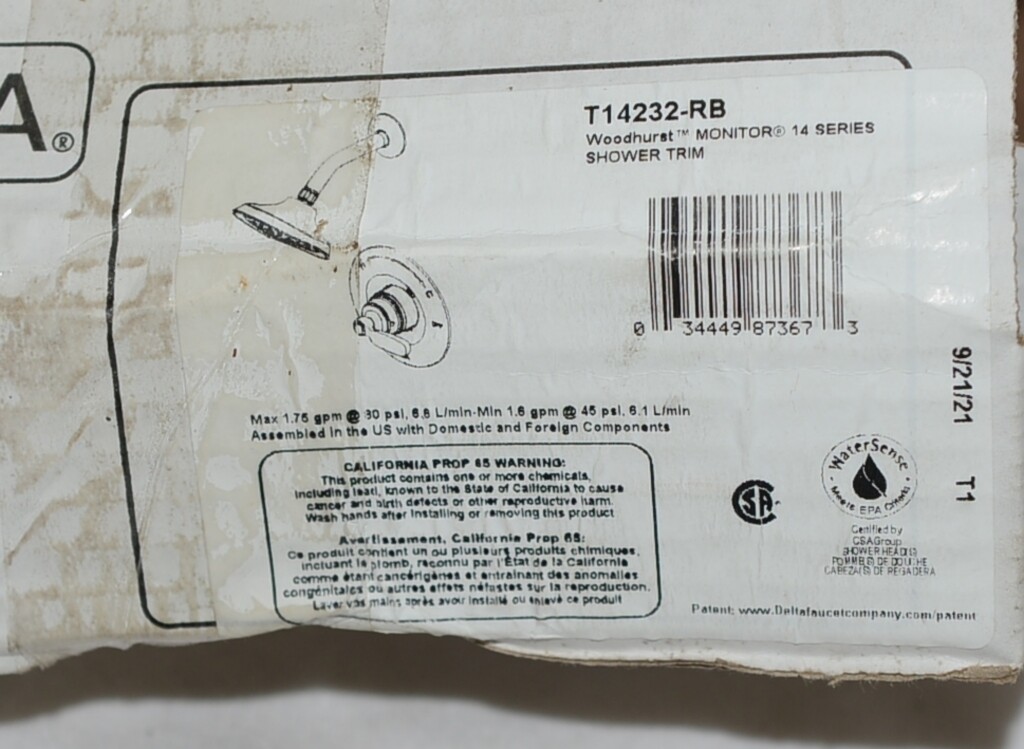 A®
T14232-RB
Woodhurst™ MONITOR® 14 SERIES
SHOWER TRIM
0 34449 87367 3
9/21/21 T1
Max 1.75 gpm @ 80 psi, 6.6 L/min-Min 1.6 gpm @ 45 psi, 6.1 L/min
Assembled in the US with Domestic and Foreign Components
CALIFORNIA PROP 65 WARNING:
This product contains one or more chemicals,
including lead, known to the State of California to cause
cancer and birth defects or other reproductive harm.
Wash hands after installing or removing this product
Avertissement, Californie Prop 65:
Ce produit contient un ou plusieurs produits chimiques,
incluant le plomb, reconnu par l'État de la Californie
comme étant cancérigènes et entraînant des anomalies
congénitales ou autres effets néfastes sur la reproduction.
Laver vos mains après avoir installé ou enlevé ce produit
C
H
SA
WaterSense
Meets EPA Criteria
Certified by
CSA Group
SHOWER HEAD(S)
POMME(S) DE DOUCHE
CABEZA(S) DE REGADERA
Patent: www.Deltafaucetcompany.com/patent